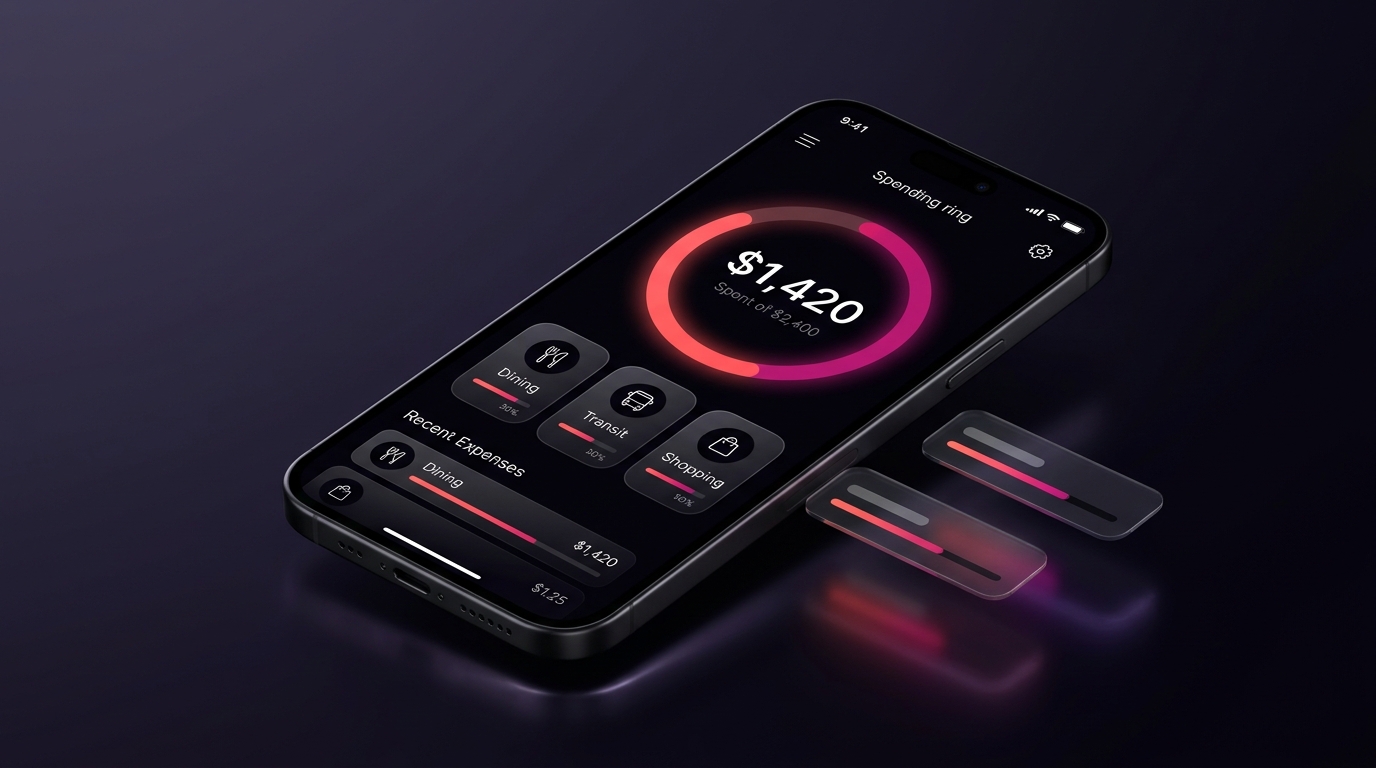 9:41
Spending ring
$1,420
Spent of $2,400
Dining
30%
Transit
Shopping
Recent Expenses
Dining
$1,420
$1.25